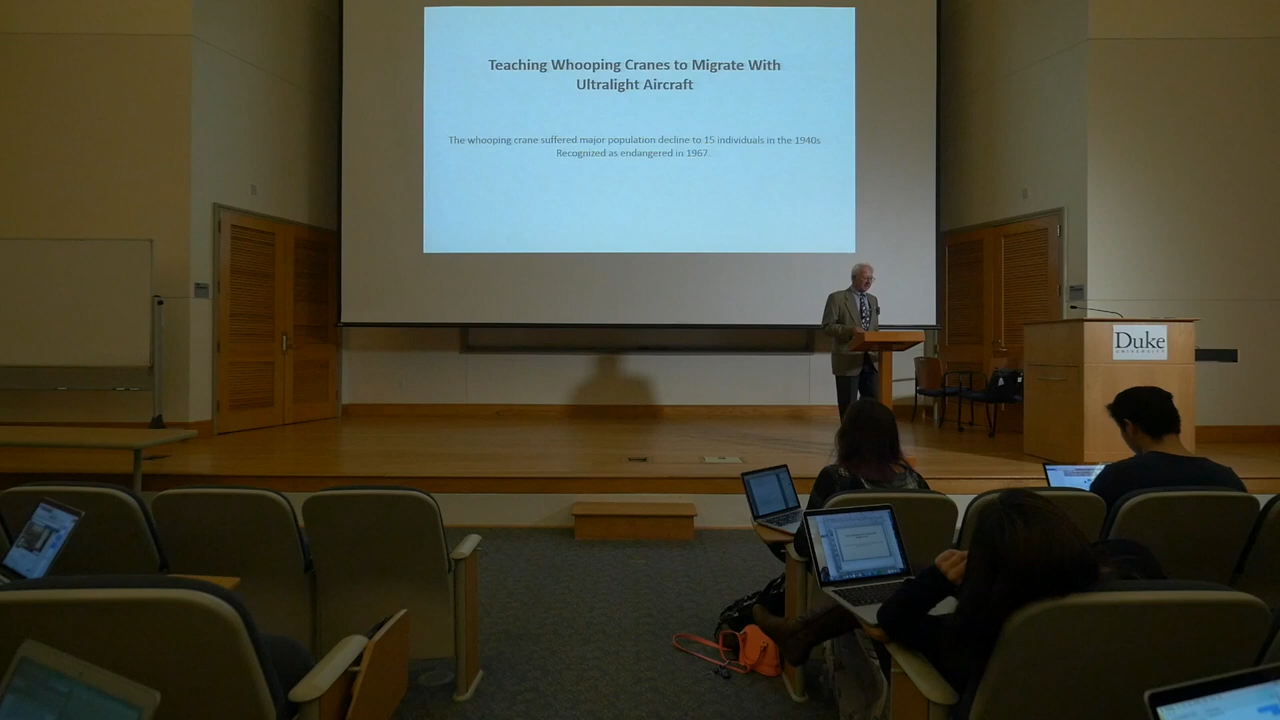 Teaching Whooping Cranes to Migrate With
Ultralight Aircraft
The whooping crane suffered major population decline to 15 individuals in the 1940s
Recognized as endangered in 1967.
Duke
UNIVERSITY